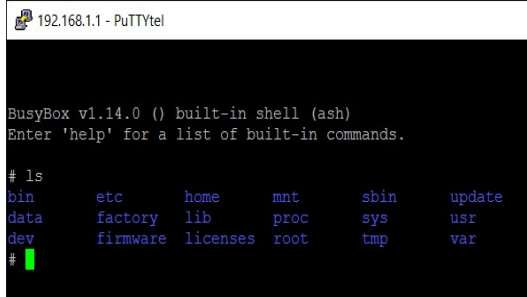 192.168.1.1 - PuTTYtel
BusyBox v1.14.0 () built-in shell (ash)
Enter 'help' for a list of built-in commands.
# ls
bin etc home mnt sbin update
data factory lib proc sys usr
dev firmware licenses root tmp var
#